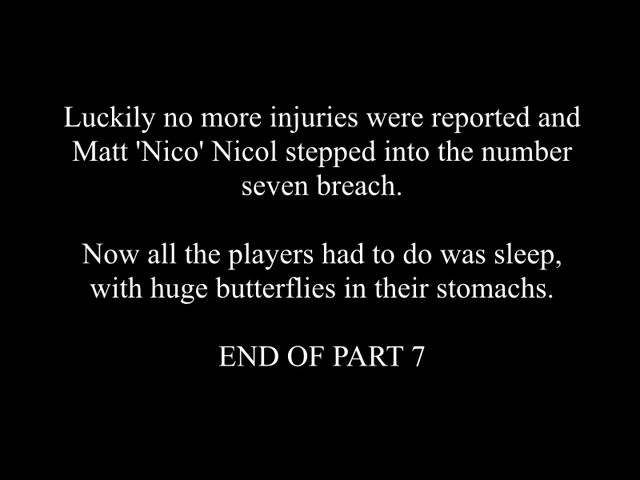 Luckily no more injuries were reported and
Matt 'Nico' Nicol stepped into the number
seven breach.
Now all the players had to do was sleep,
with huge butterflies in their stomachs.
END OF PART 7